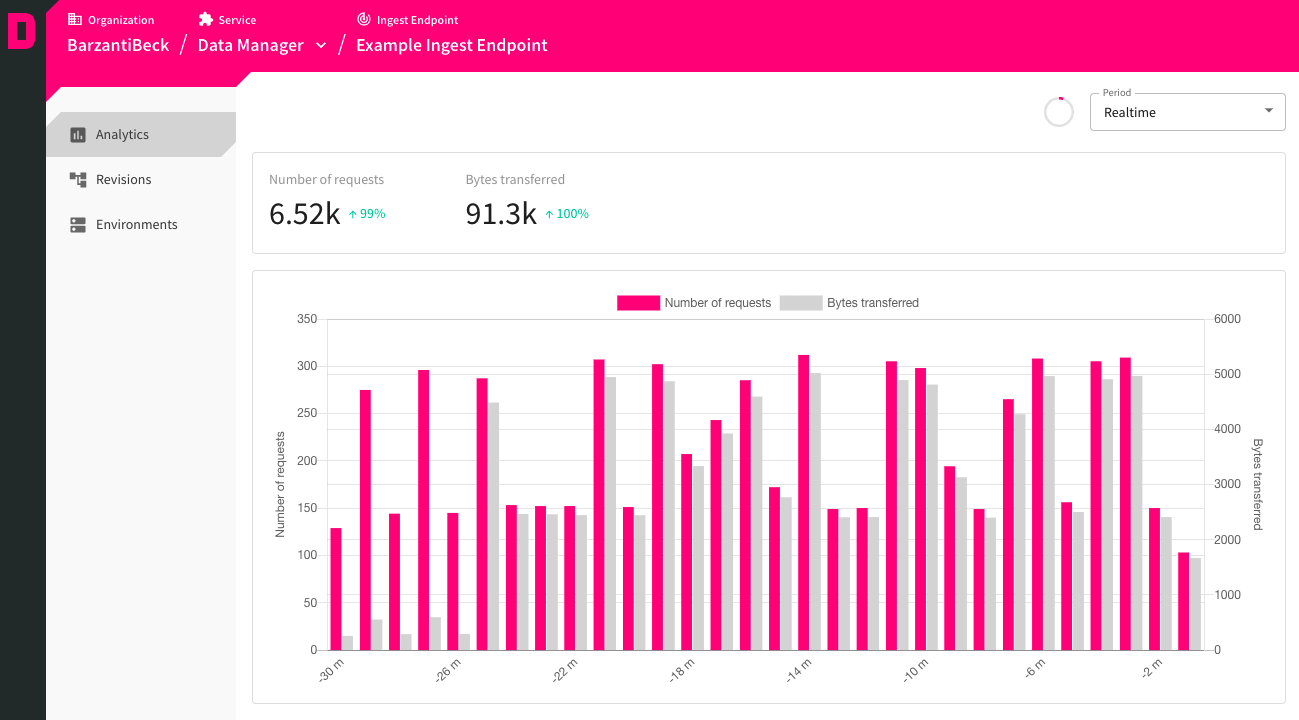 D
Organization Service Ingest Endpoint
BarzantiBeck / Data Manager / Example Ingest Endpoint
Period
Realtime
Analytics
Revisions
Environments
Number of requests Bytes transferred
6.52k ↑ 99% 91.3k ↑ 100%
Number of requests Bytes transferred
350 6000
300 5000
250 4000
200 3000
150 2000
100 1000
50 0
0
Number of requests
Bytes transferred
-30 m -26 m -22 m -18 m -14 m -10 m -6 m -2 m